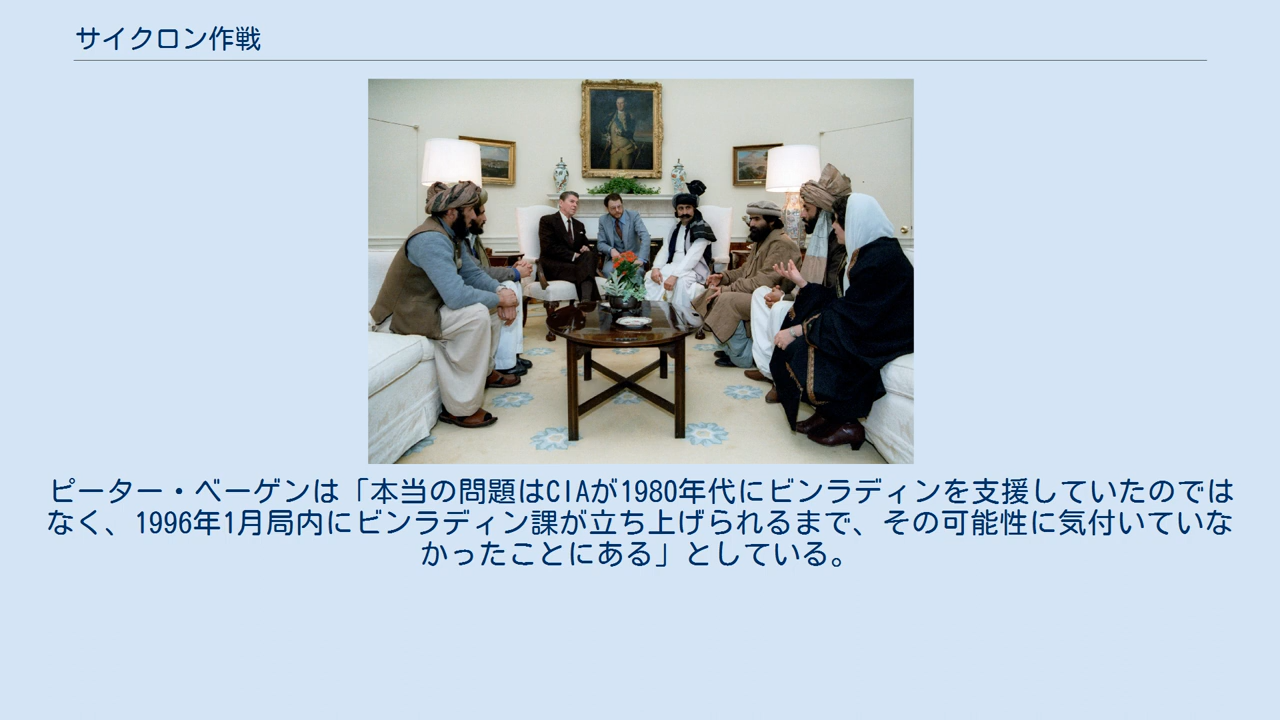 サイクロン作戦
ピーター・ベーゲンは「本当の問題はCIAが1980年代にビンラディンを支援していたのでは
なく、1996年1月局内にビンラディン課が立ち上げられるまで、その可能性に気付いていな
かったことにある」としている。